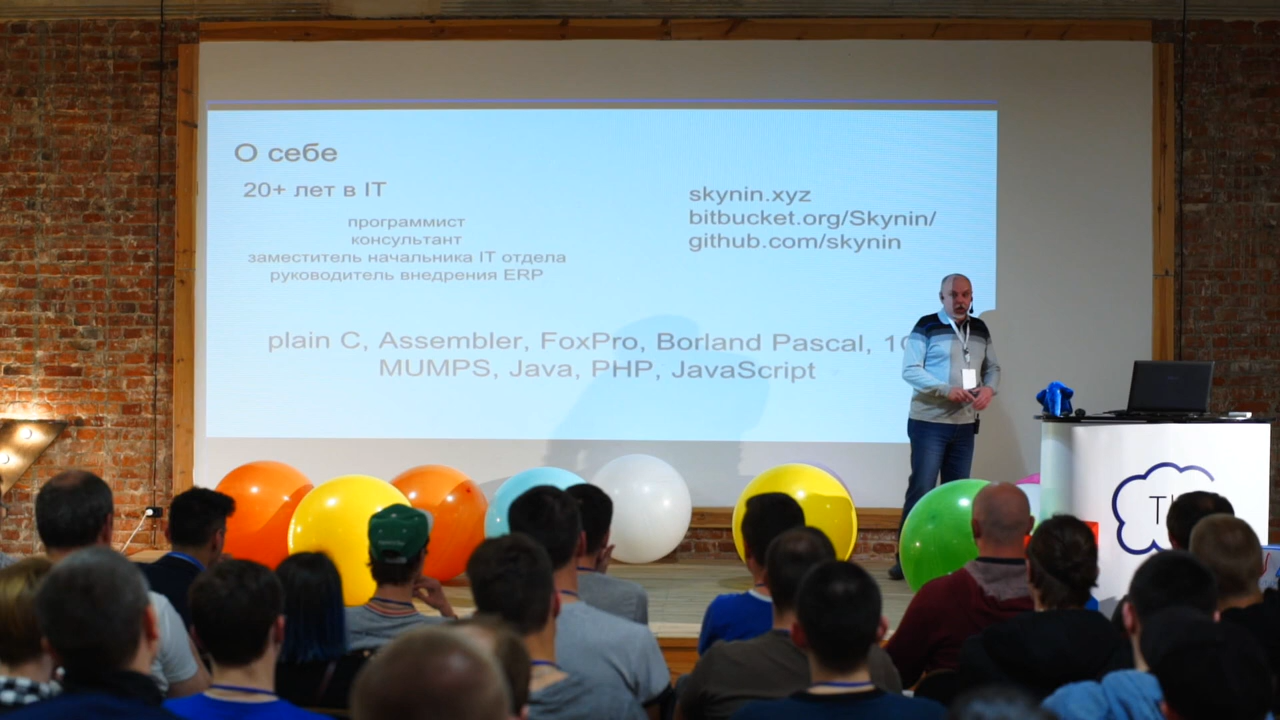 О себе
20+ лет в IT
программист
консультант
заместитель начальника IT отдела
руководитель внедрения ERP
skynin.xyz
bitbucket.org/Skynin/
github.com/skynin
plain C, Assembler, FoxPro, Borland Pascal,
MUMPS, Java, PHP, JavaScript